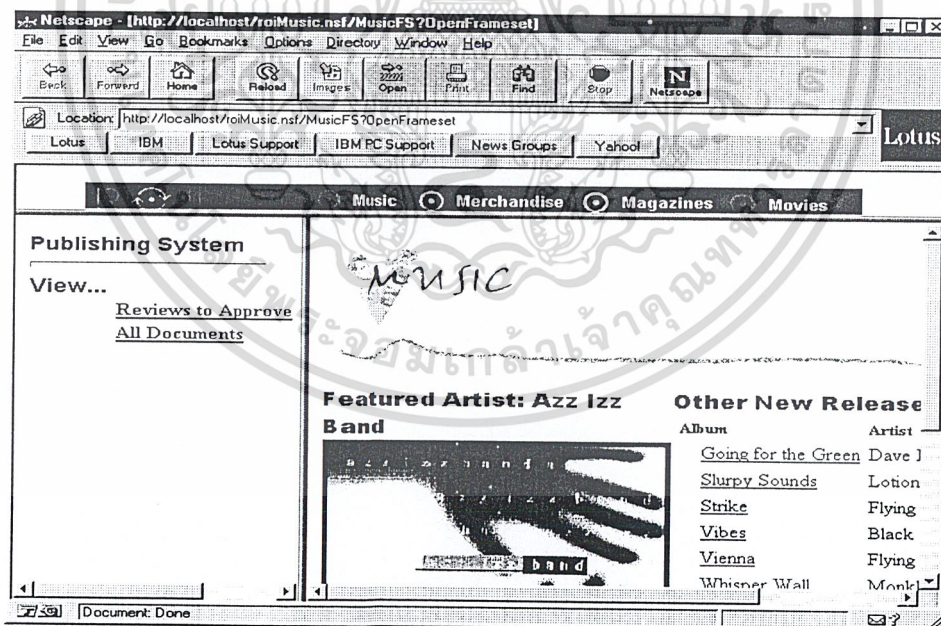 Netscape - [http://localhost/roiMusic.nsf/MusicFS?OpenFrameset]
File Edit View Go Bookmarks Options Directory Window Help
Back Forward Home Reload Images Open Print Find Stop Netscape
Location: http://localhost/roiMusic.nsf/MusicFS?OpenFrameset
Lotus IBM Lotus Support IBM PC Support News Groups Yahoo! Lotus
Music Merchandise Magazines Movies
Publishing System
View...
Reviews to Approve
All Documents
MUSIC
Featured Artist: Azz Izz Band
Other New Release
Album Artist
Going for the Green Dave
Slurpy Sounds Lotion
Strike Flying
Vibes Black
Vienna Flying
Whisper Wall Monk
band
Document: Done